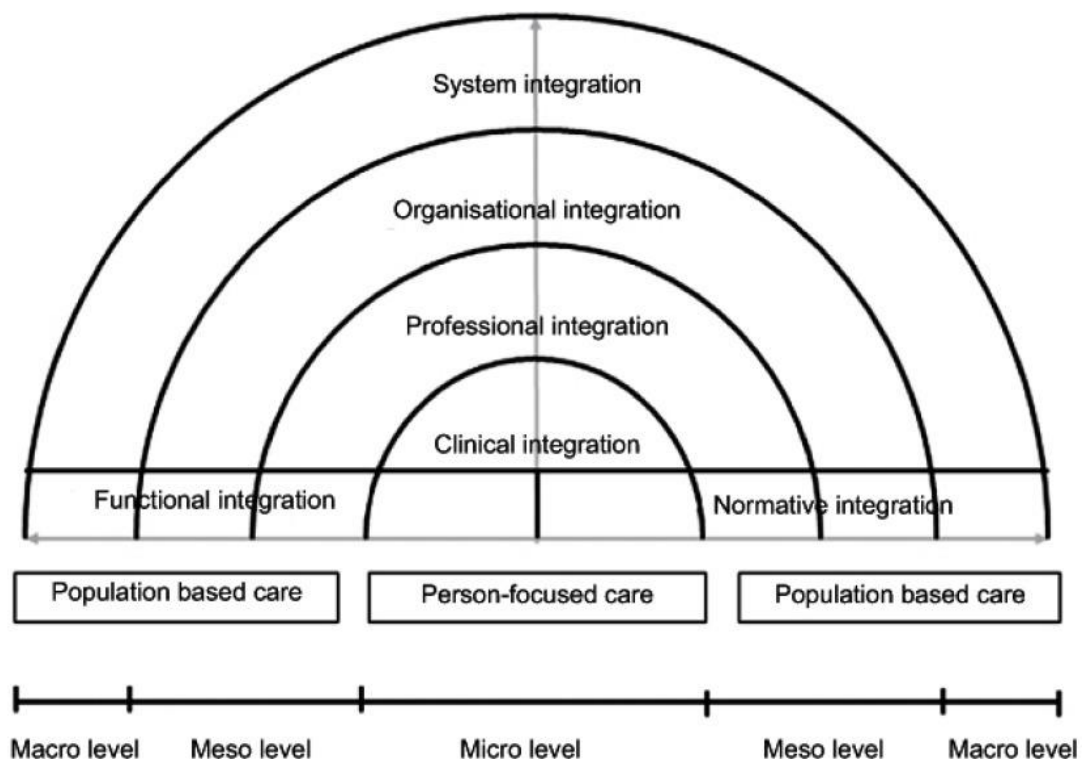 System integration
Organisational integration
Professional integration
Clinical integration
Functional integration
Normative integration
Population based care
Person-focused care
Population based care
Macro level
Meso level
Micro level
Meso level
Macro level